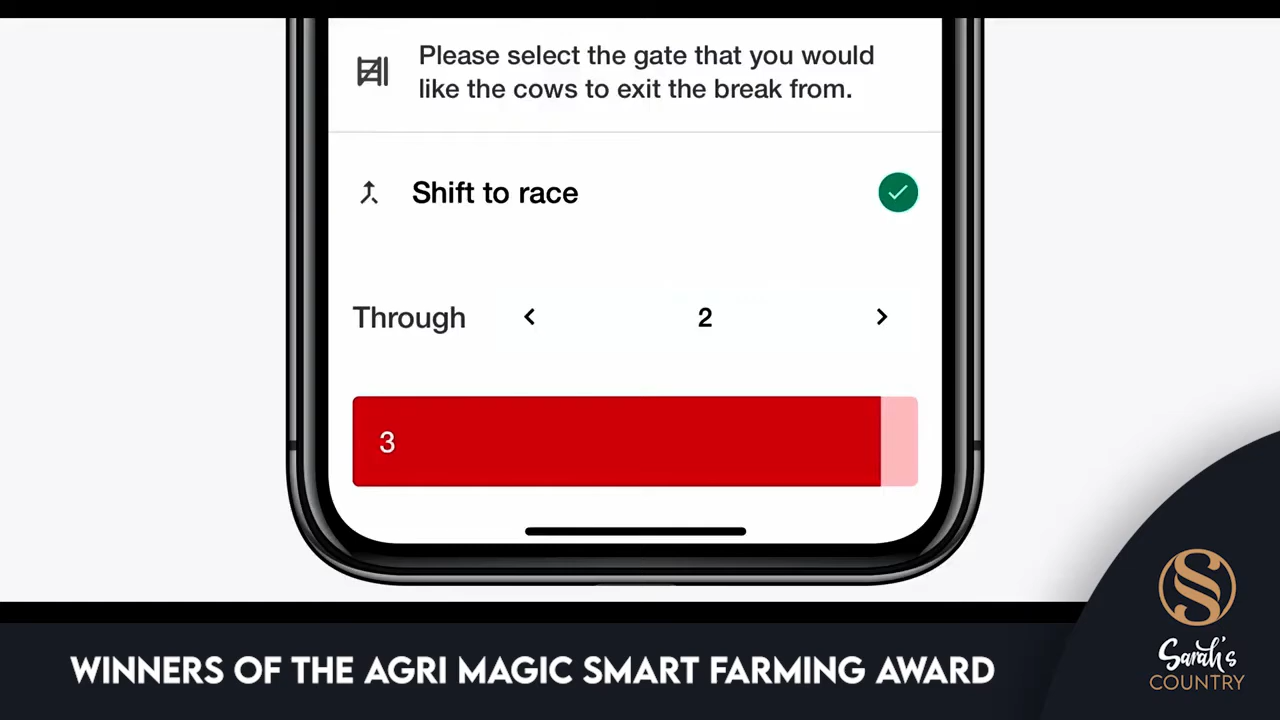 Please select the gate that you would
like the cows to exit the break from.
Shift to race
Through < 2 >
3
WINNERS OF THE AGRI MAGIC SMART FARMING AWARD
S
Sarah's
COUNTRY